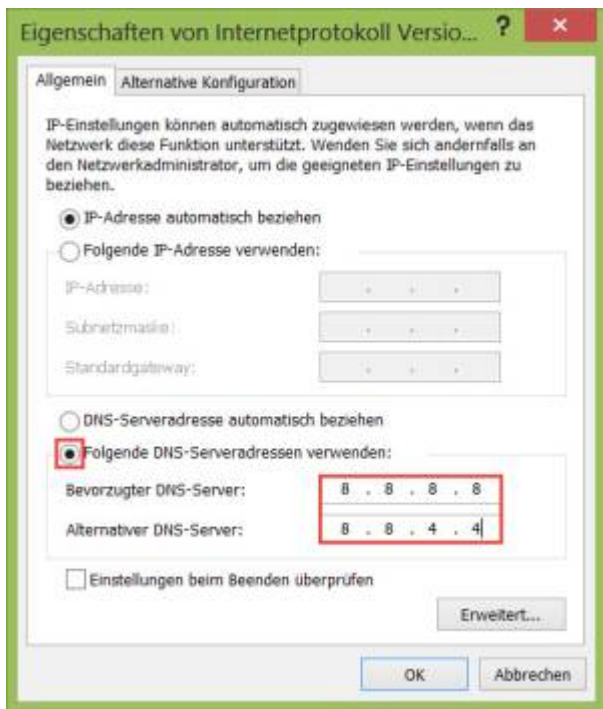 Eigenschaften von Internetprotokoll Versio... ?
Allgemein
Alternative Konfiguration
IP-Einstellungen können automatisch zugewiesen werden, wenn das
Netzwerk diese Funktion unterstützt. Wenden Sie sich andernfalls an
den Netzwerkadministrator, um die geeigneten IP-Einstellungen zu
beziehen.
IP-Adresse automatisch beziehen
Folgende IP-Adresse verwenden:
IP-Adresse:
Subnetzmaske:
Standardgateway:
DNS-Serveradresse automatisch beziehen
Folgende DNS-Serveradressen verwenden:
Bevorzugter DNS-Server: 8 . 8 . 8 . 8
Alternativer DNS-Server: 8 . 8 . 4 . 4
Einstellungen beim Beenden überprüfen
Erweitert...
OK
Abbrechen